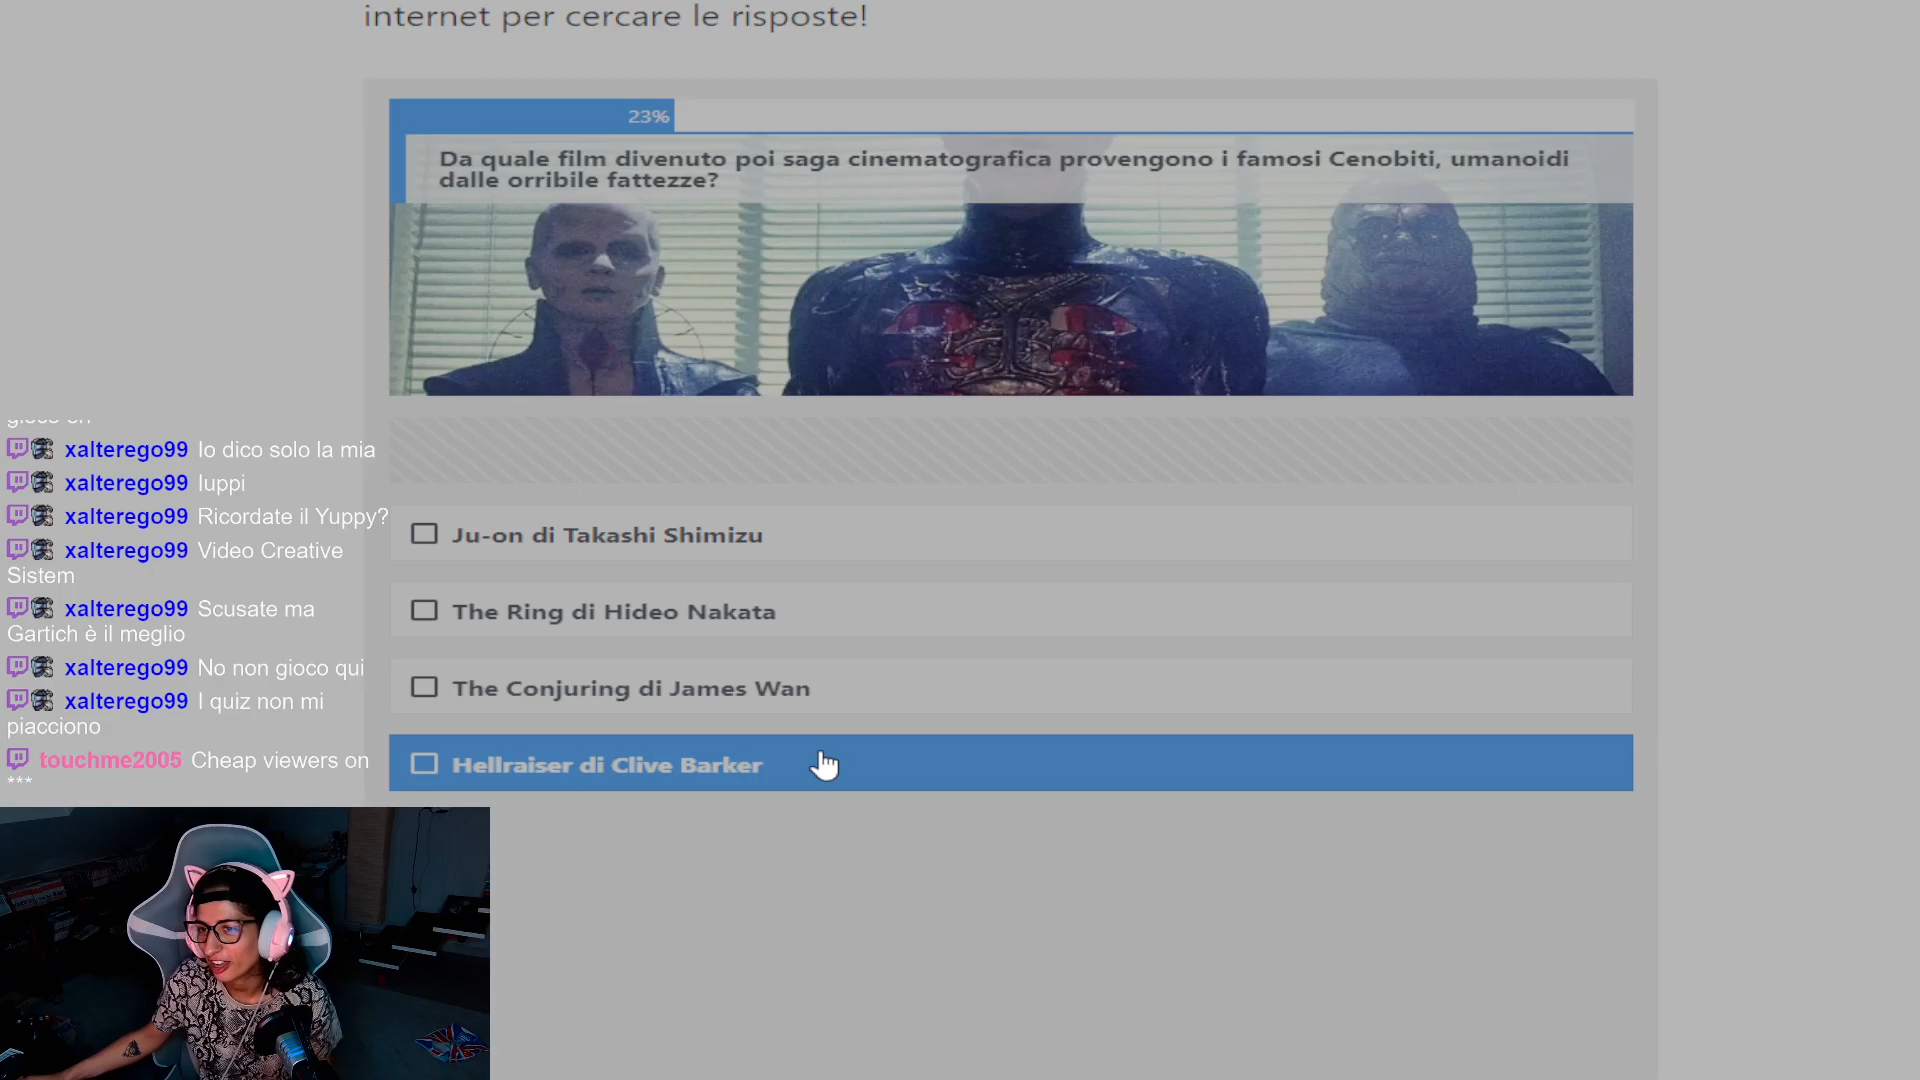 internet per cercare le risposte!
23%
Da quale film divenuto poi saga cinematografica provengono i famosi Cenobiti, umanoidi
dalle orribile fattezze?
Ju-on di Takashi Shimizu
The Ring di Hideo Nakata
The Conjuring di James Wan
Hellraiser di Clive Barker
xalterego99 Io dico solo la mia
xalterego99 Iuppi
xalterego99 Ricordate il Yuppy?
xalterego99 Video Creative
Sistem
xalterego99 Scusate ma
Gartich è il meglio
xalterego99 No non gioco qui
xalterego99 I quiz non mi
piacciono
touchme2005 Cheap viewers on
***